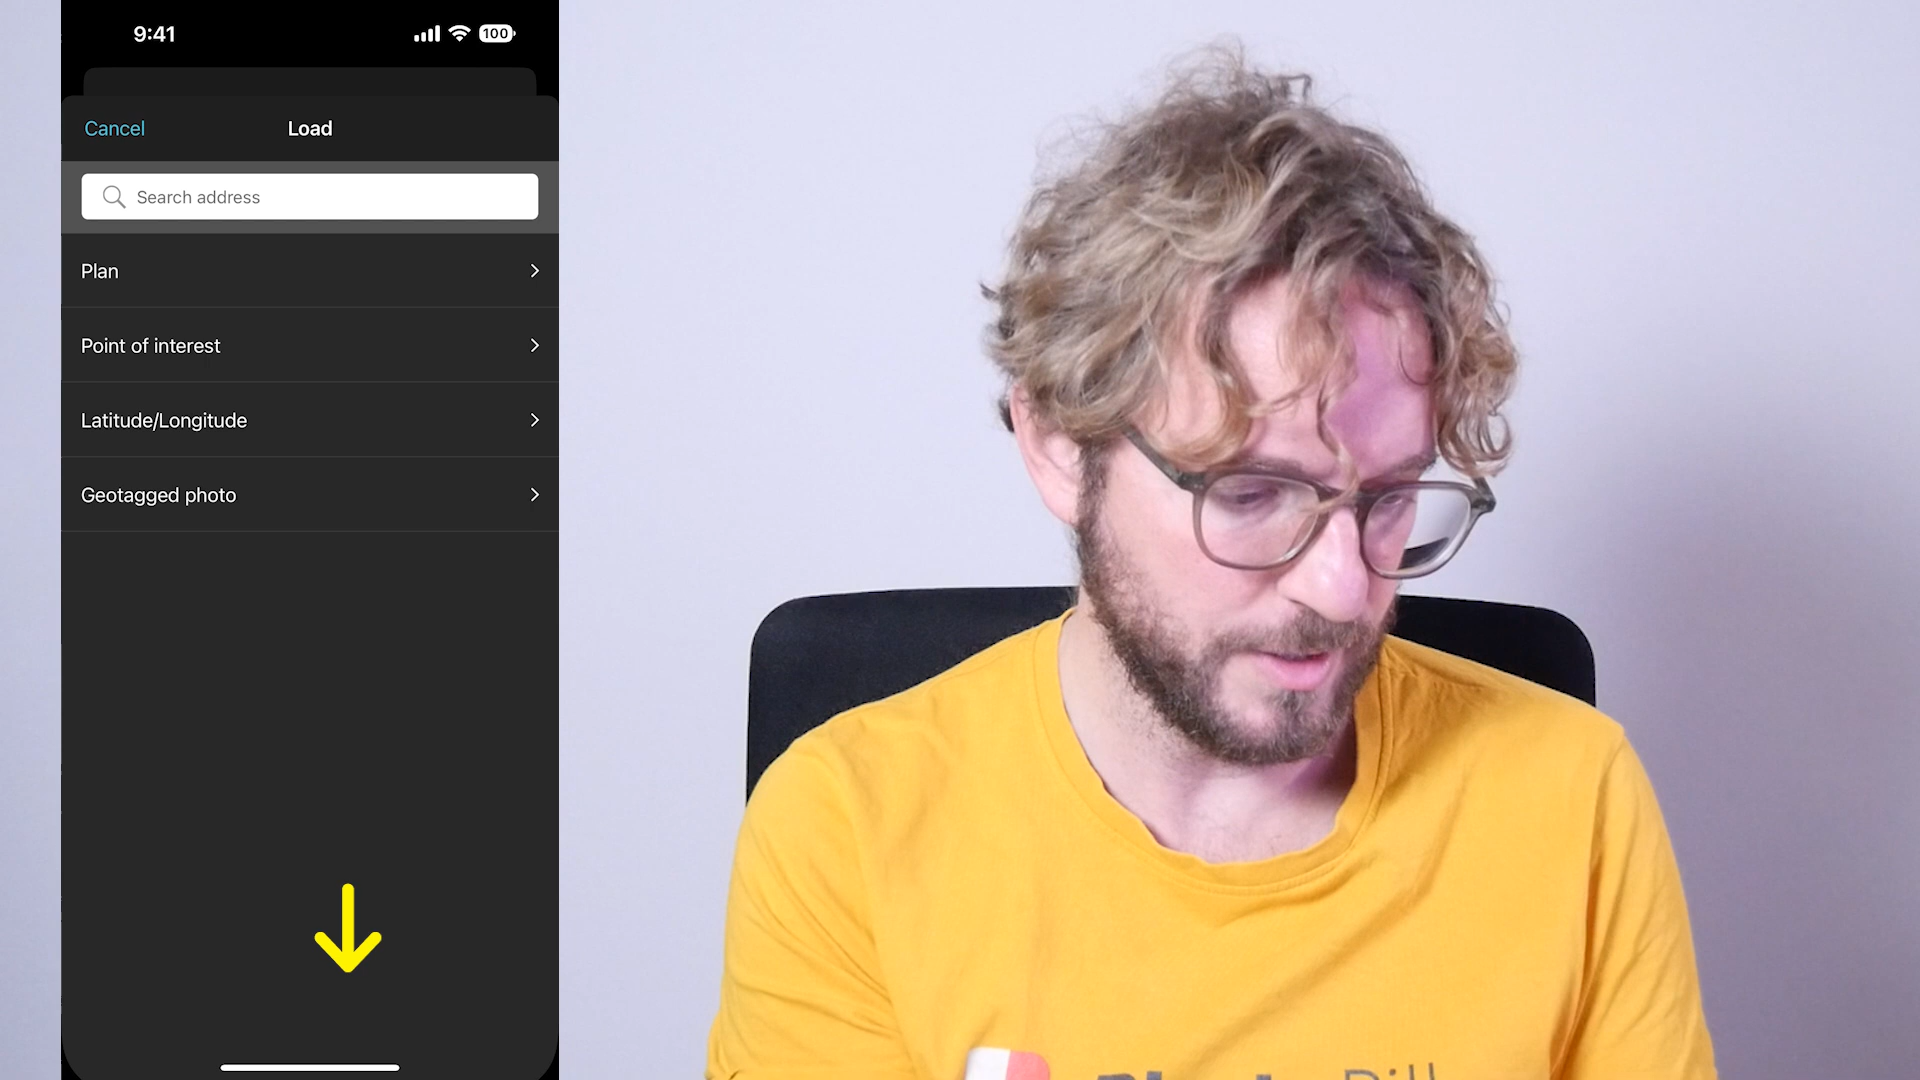 9:41
100
Cancel
Load
Search address
Plan
Point of interest
Latitude/Longitude
Geotagged photo